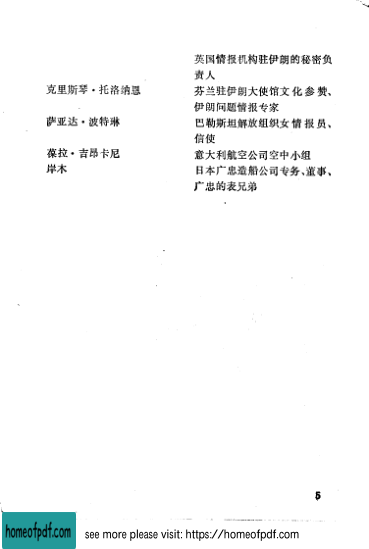 英国情报机构驻伊朗的秘密负
责人
克里斯琴·托洛纳恩 芬兰驻伊朗大使馆文化参赞、
伊朗问题情报专家
萨亚达·波特琳 巴勒斯坦解放组织女情报员、
信使
葆拉·吉昂卡尼 意大利航空公司空中小组
岸木 日本广忠造船公司专务、董事、
广忠的表兄弟
5
homeofpdf.com see more please visit: https://homeofpdf.com